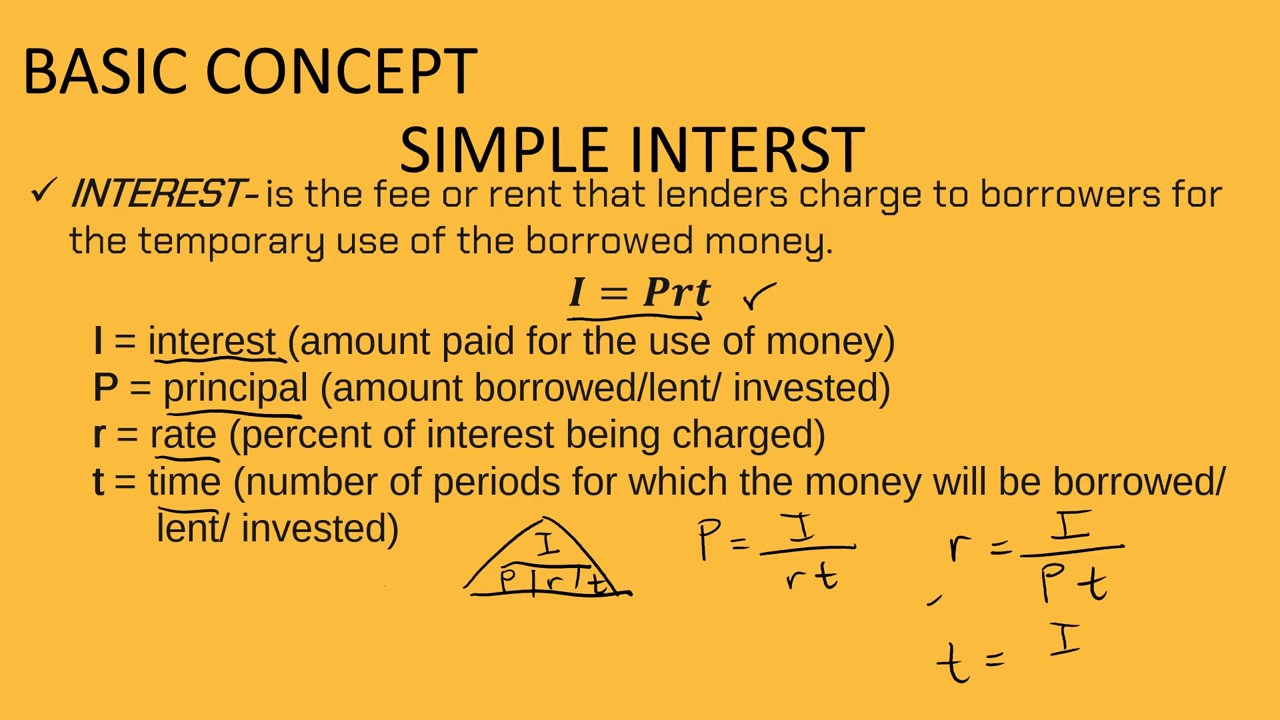 BASIC CONCEPT
SIMPLE INTERST
✓ INTEREST- is the fee or rent that lenders charge to borrowers for
the temporary use of the borrowed money.
I = Prt ✓
I = interest (amount paid for the use of money)
P = principal (amount borrowed/lent/ invested)
r = rate (percent of interest being charged)
t = time (number of periods for which the money will be borrowed/
lent/ invested)
I
P | r | t
P = I / r t
r = I / P t
t = I